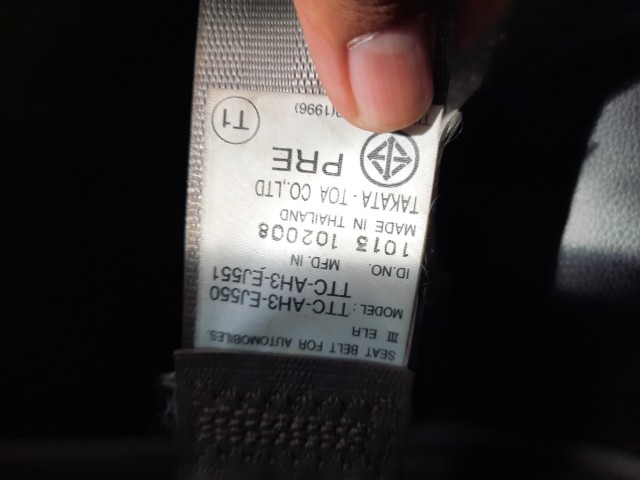 SEAT BELT FOR AUTOMOBILES.
III ELR
MODEL : TTC-AH3-EJ550
TTC-AH3-EJ551
ID.NO. MFD. IN
1013 102008
MADE IN THAILAND
TAKATA - TOA CO.,LTD
PRE
(1996)
T1